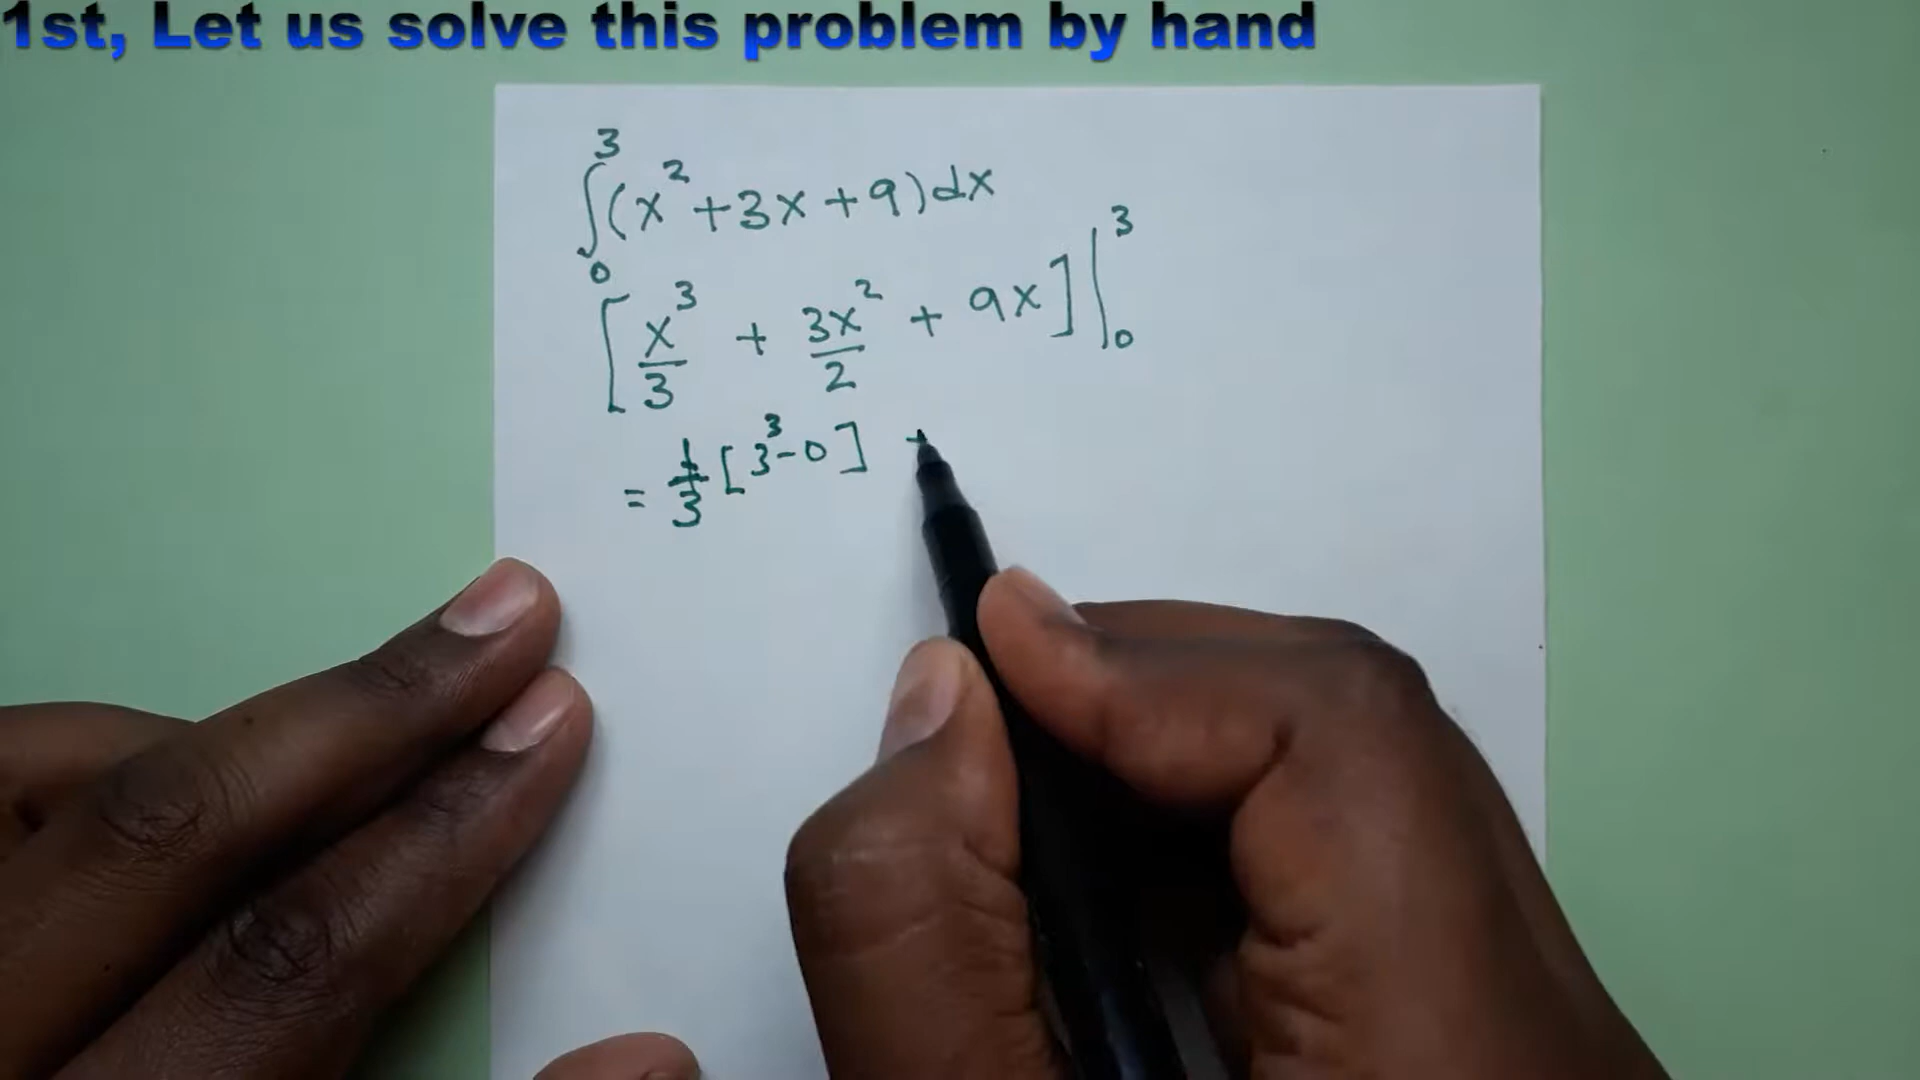 1st, Let us solve this problem by hand
∫₀³(x²+3x+9)dx
[x³/3 + 3x²/2 + 9x]|₀³
= 1/3[3³-0] +